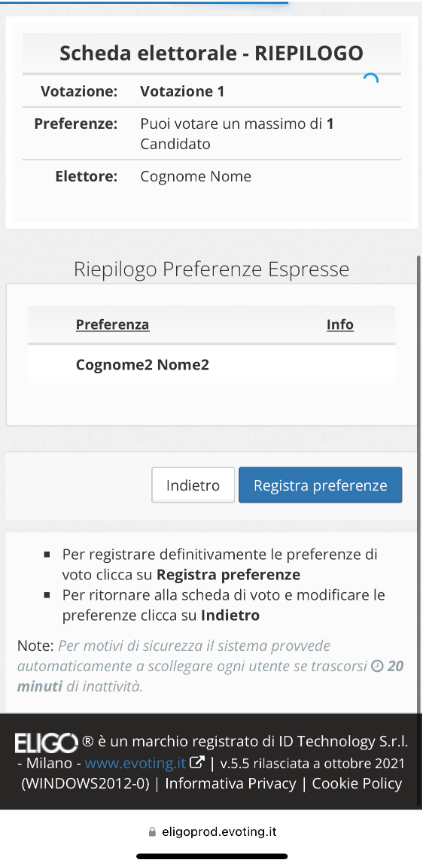 Scheda elettorale - RIEPILOGO
Votazione: Votazione 1
Preferenze: Puoi votare un massimo di 1
Candidato
Elettore: Cognome Nome
Riepilogo Preferenze Espresse
Preferenza Info
Cognome2 Nome2
Indietro Registra preferenze
Per registrare definitivamente le preferenze di
voto clicca su Registra preferenze
Per ritornare alla scheda di voto e modificare le
preferenze clicca su Indietro
Note: Per motivi di sicurezza il sistema provvede
automaticamente a scollegare ogni utente se trascorsi 20
minuti di inattività.
ELIGO ® è un marchio registrato di ID Technology S.r.l.
- Milano - www.evoting.it | v.5.5 rilasciata a ottobre 2021
(WINDOWS2012-0) | Informativa Privacy | Cookie Policy
eligoprod.evoting.it